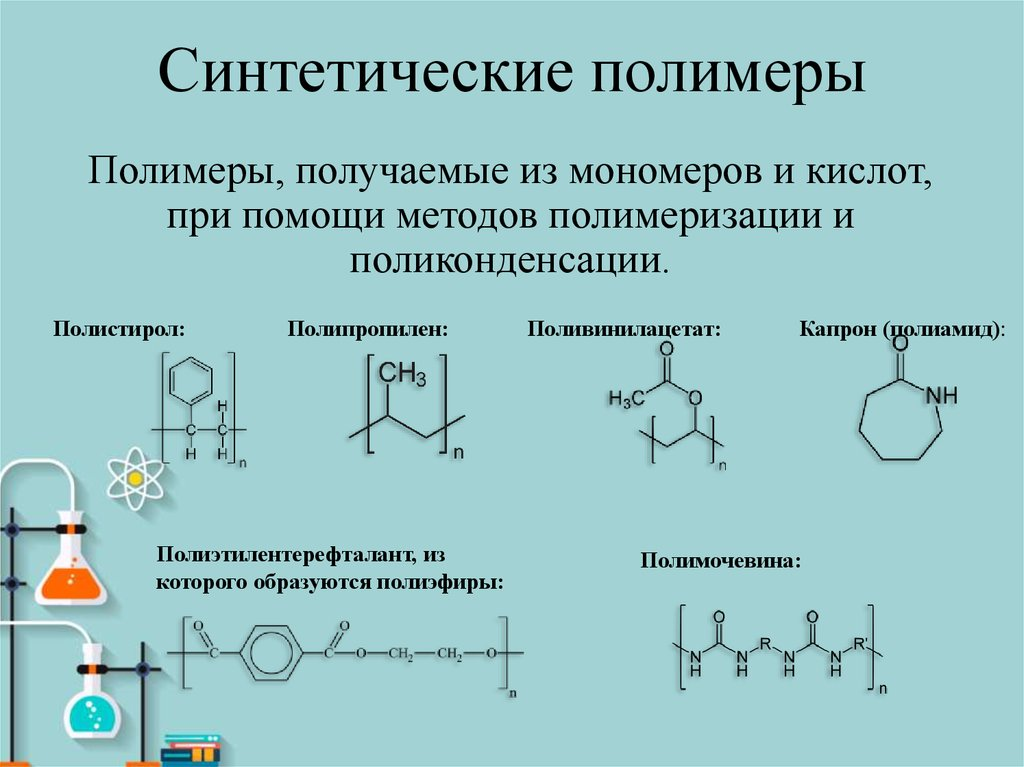 Синтетические полимеры
Полимеры, получаемые из мономеров и кислот,
при помощи методов полимеризации и
поликонденсации.
Полистирол:
H
C C
H H
n
Полипропилен:
CH3
n
Поливинилацетат:
O
H3C O
n
Капрон (полиамид):
O
NH
Полиэтилентерефталант, из
которого образуются полиэфиры:
O O
C C O CH2 CH2 O
n
Полимочевина:
O O
R R'
N N N N
H H H H
n